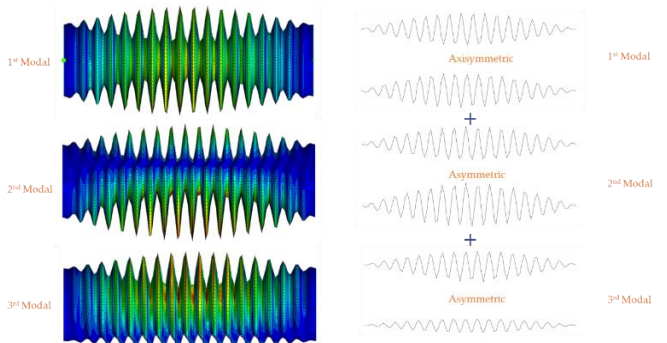 1st Modal
Axisymmetric
1st Modal
+
2nd Modal
Asymmetric
2nd Modal
+
3rd Modal
Asymmetric
3rd Modal